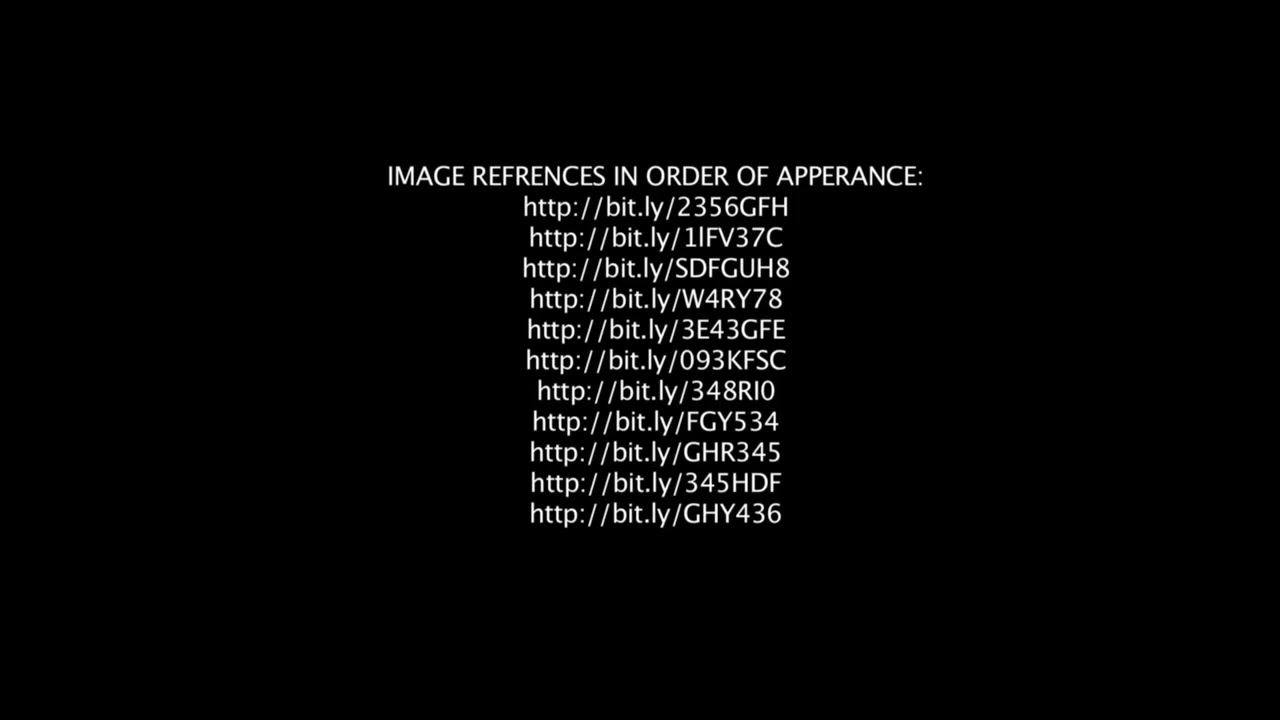 IMAGE REFRENCES IN ORDER OF APPERANCE:
http://bit.ly/2356GFH
http://bit.ly/1lFV37C
http://bit.ly/SDFGUH8
http://bit.ly/W4RY78
http://bit.ly/3E43GFE
http://bit.ly/093KFSC
http://bit.ly/348RI0
http://bit.ly/FGY534
http://bit.ly/GHR345
http://bit.ly/345HDF
http://bit.ly/GHY436